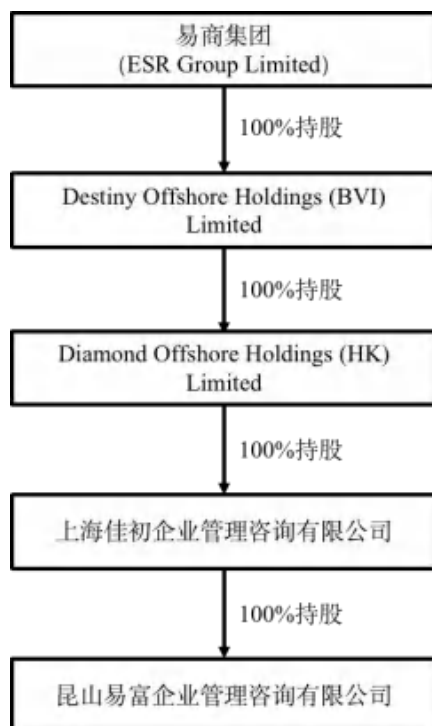 易商集团
(ESR Group Limited)
100%持股
Destiny Offshore Holdings (BVI)
Limited
100%持股
Diamond Offshore Holdings (HK)
Limited
100%持股
上海佳初企业管理咨询有限公司
100%持股
昆山易富企业管理咨询有限公司